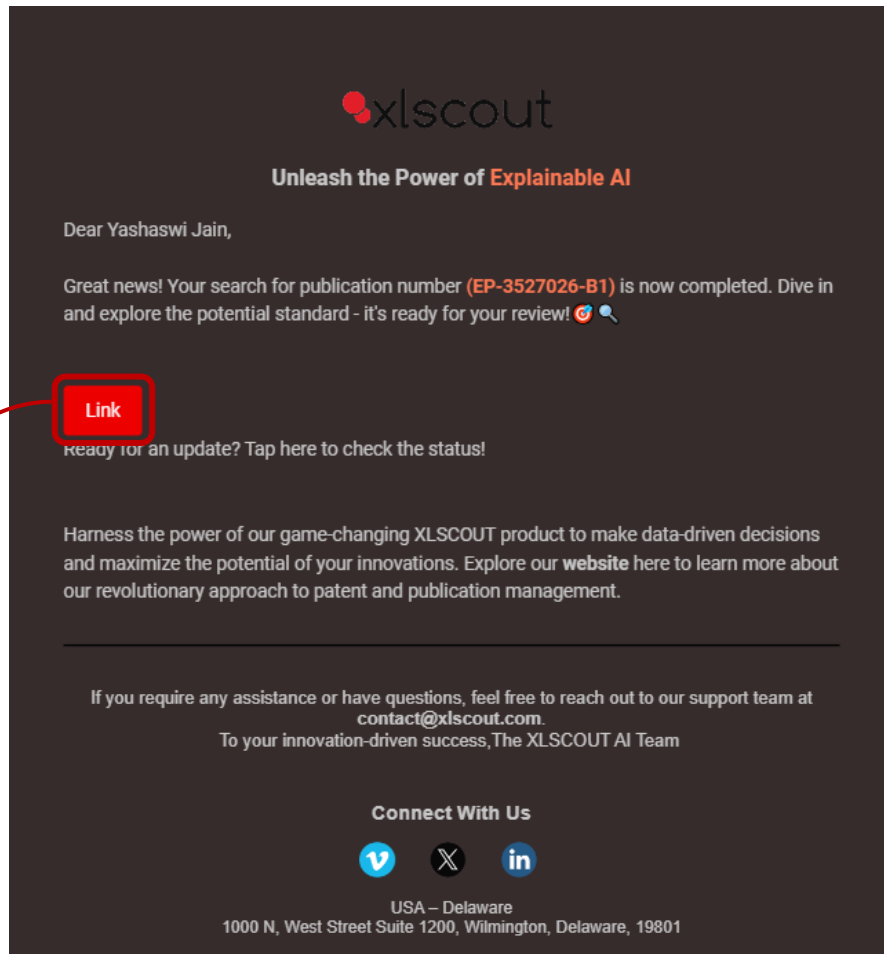 xlscout
Unleash the Power of Explainable AI
Dear Yashaswi Jain,
Great news! Your search for publication number (EP-3527026-B1) is now completed. Dive in
and explore the potential standard - it's ready for your review!🎯🔍
Link
Ready for an update? Tap here to check the status!
Harness the power of our game-changing XLSCOUT product to make data-driven decisions
and maximize the potential of your innovations. Explore our website here to learn more about
our revolutionary approach to patent and publication management.
If you require any assistance or have questions, feel free to reach out to our support team at
contact@xlscout.com.
To your innovation-driven success,The XLSCOUT AI Team
Connect With Us
USA – Delaware
1000 N, West Street Suite 1200, Wilmington, Delaware, 19801